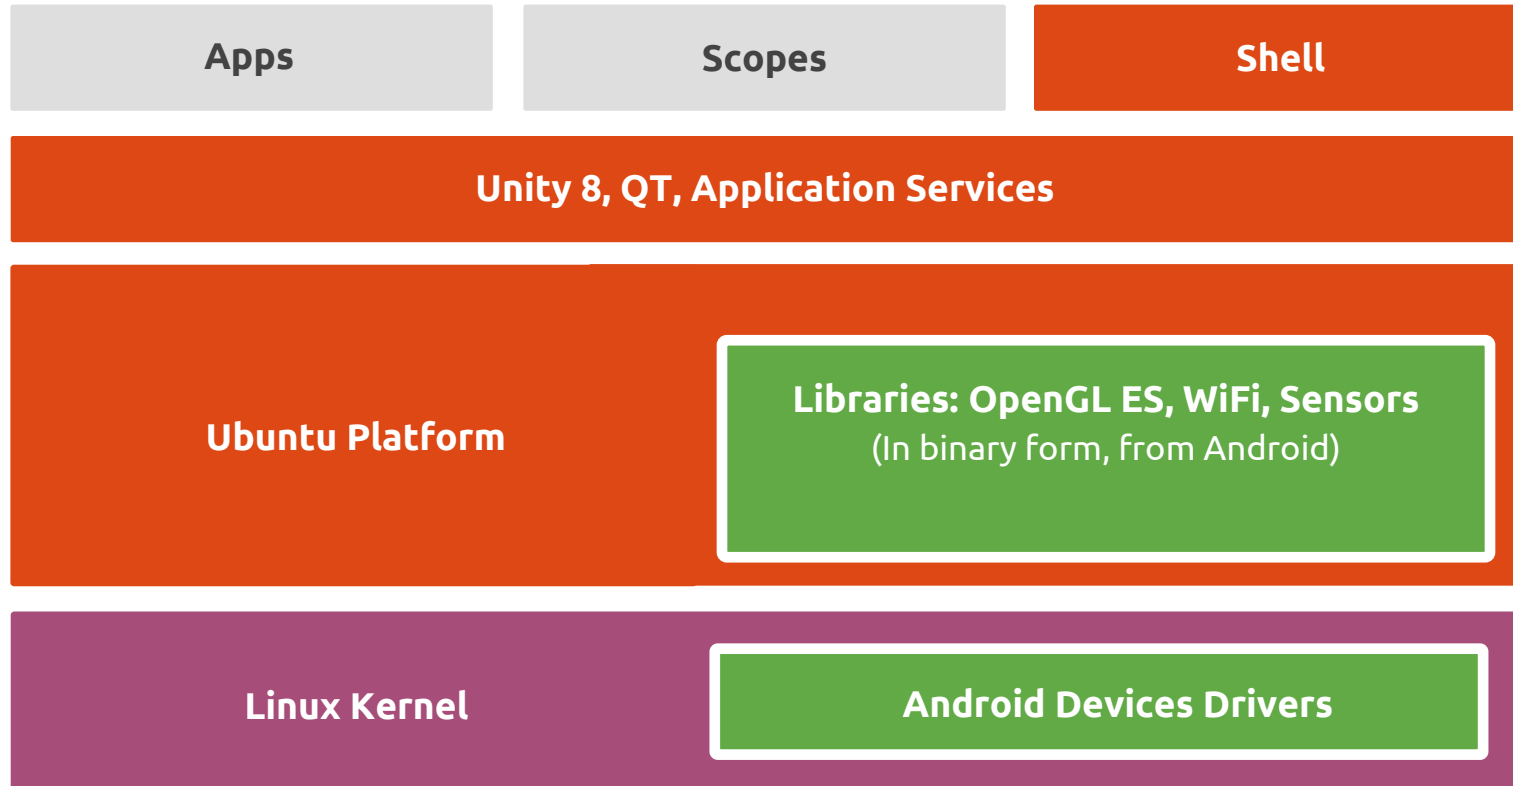 Apps
Scopes
Shell
Unity 8, QT, Application Services
Ubuntu Platform
Libraries: OpenGL ES, WiFi, Sensors
(In binary form, from Android)
Linux Kernel
Android Devices Drivers